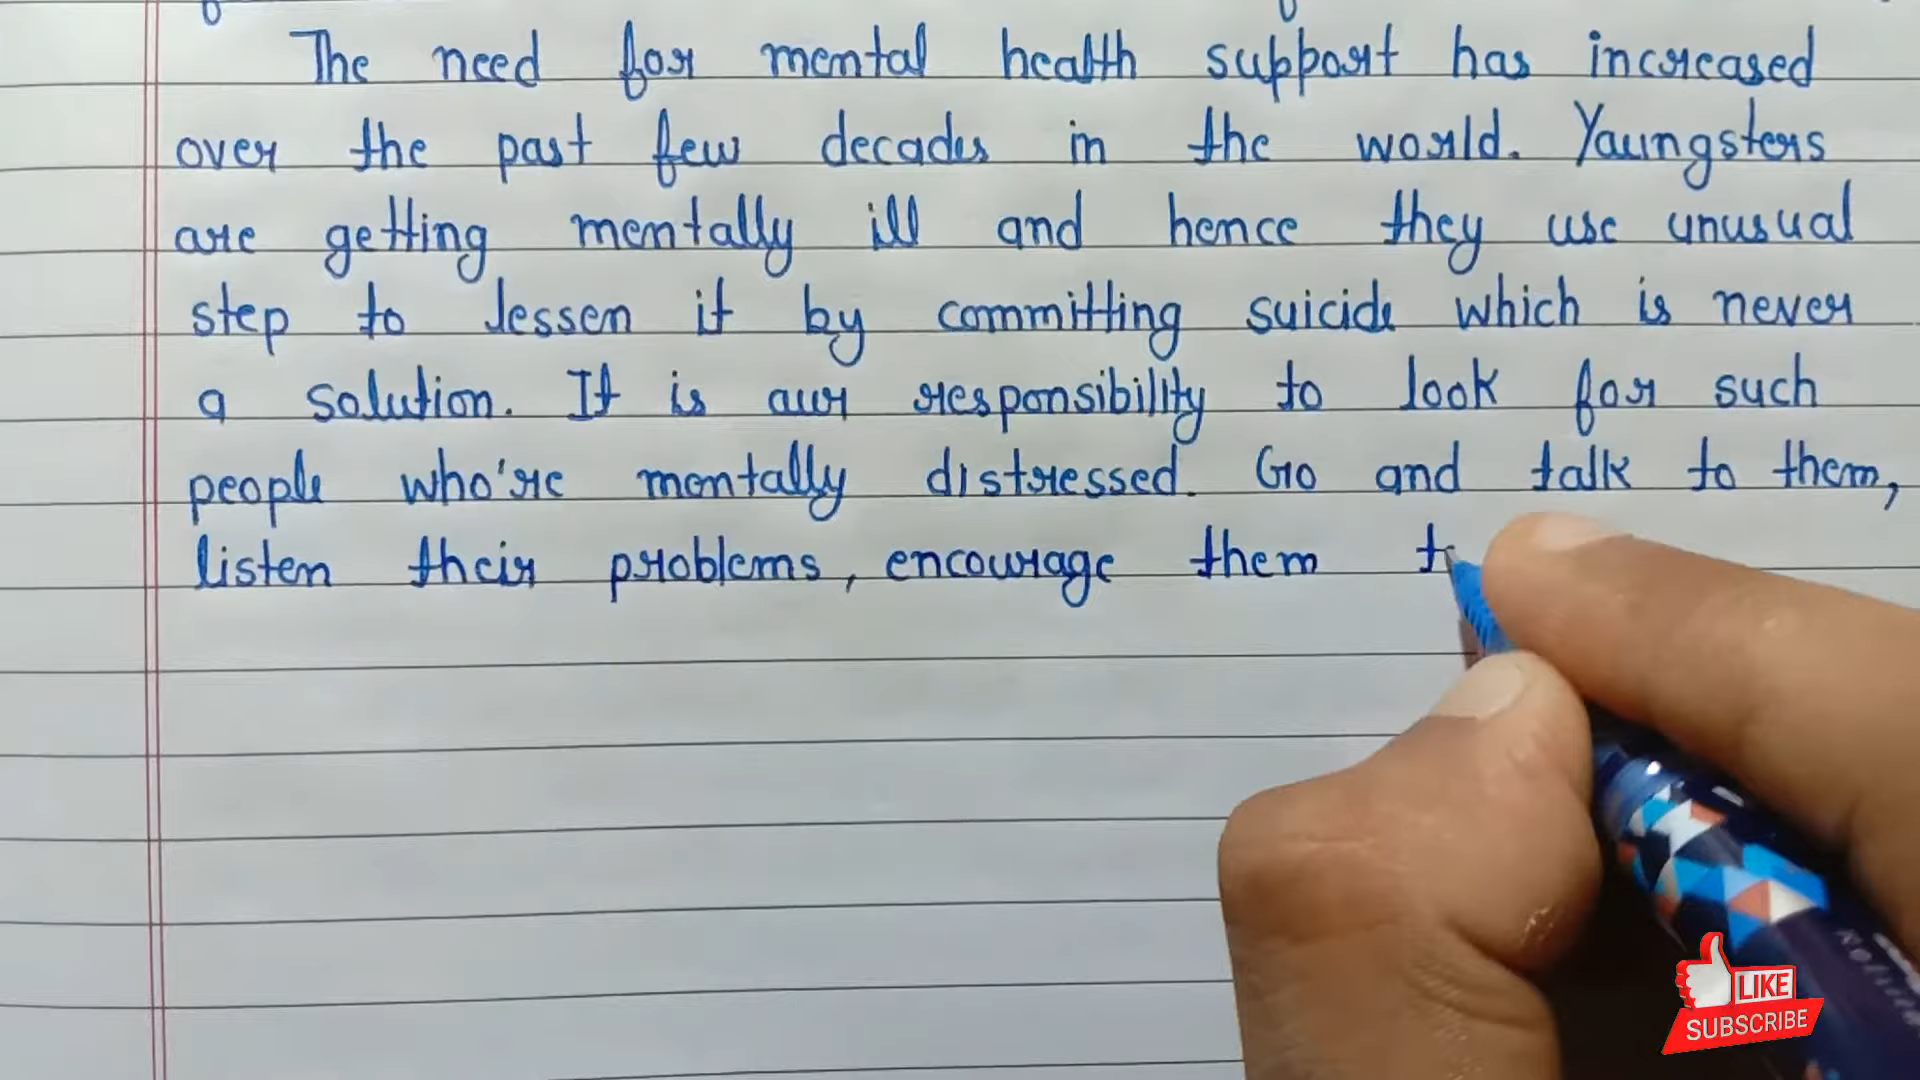 The need for mental health support has increased
over the past few decades in the world. Youngsters
are getting mentally ill and hence they use unusual
step to lessen it by committing suicide which is never
a solution. It is our responsibility to look for such
people who're mentally distressed. Go and talk to them,
listen their problems, encourage them to
LIKE
SUBSCRIBE